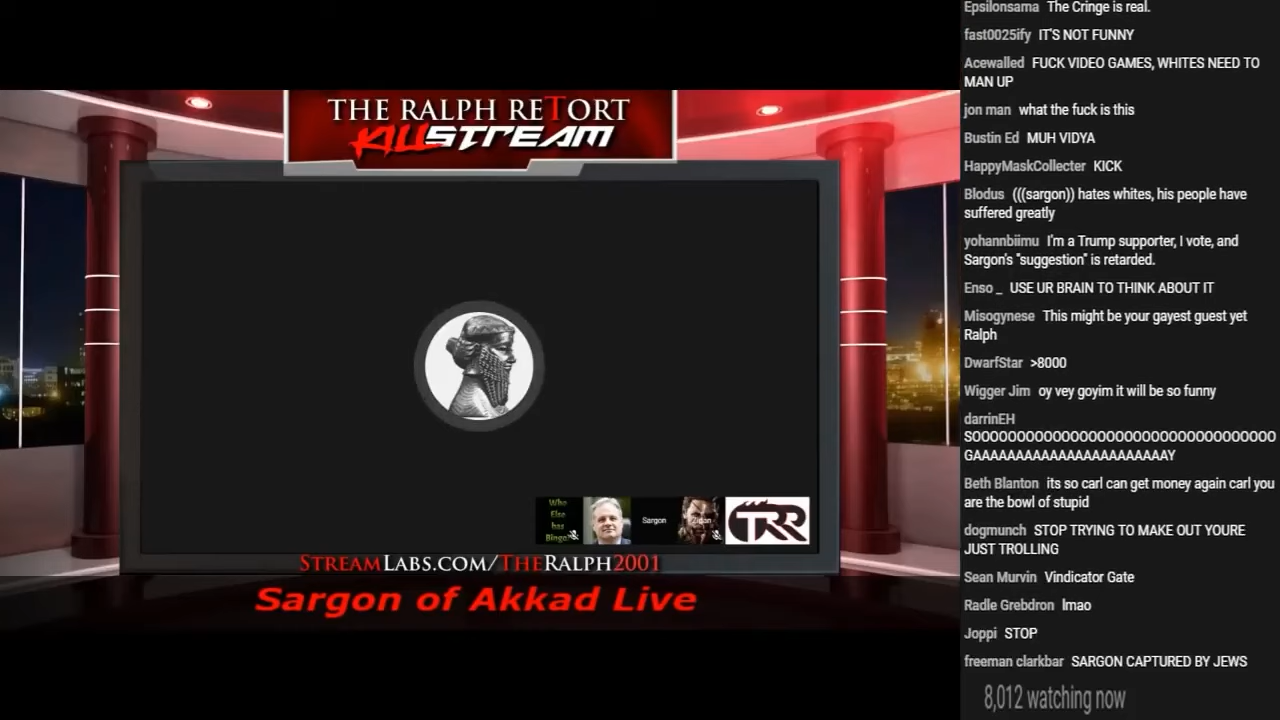 THE RALPH RETORT
KILLSTREAM
Who
Else
has
Bingo?
Sargon
Zidan
TRR
STREAMLABS.COM/THERALPH2001
Sargon of Akkad Live
Epsilonsama The Cringe is real.
fast0025ify IT'S NOT FUNNY
Acewalled FUCK VIDEO GAMES, WHITES NEED TO
MAN UP
jon man what the fuck is this
Bustin Ed MUH VIDYA
HappyMaskCollecter KICK
Blodus (((sargon)) hates whites, his people have
suffered greatly
yohannbiimu I'm a Trump supporter, I vote, and
Sargon's "suggestion" is retarded.
Enso _ USE UR BRAIN TO THINK ABOUT IT
Misogynese This might be your gayest guest yet
Ralph
DwarfStar >8000
Wigger Jim oy vey goyim it will be so funny
darrinEH
SOOOOOOOOOOOOOOOOOOOOOOOOOOOOOOOOOO
GAAAAAAAAAAAAAAAAAAAAAAAY
Beth Blanton its so carl can get money again carl you
are the bowl of stupid
dogmunch STOP TRYING TO MAKE OUT YOURE
JUST TROLLING
Sean Murvin Vindicator Gate
Radle Grebdron lmao
Joppi STOP
freeman clarkbar SARGON CAPTURED BY JEWS
8,012 watching now